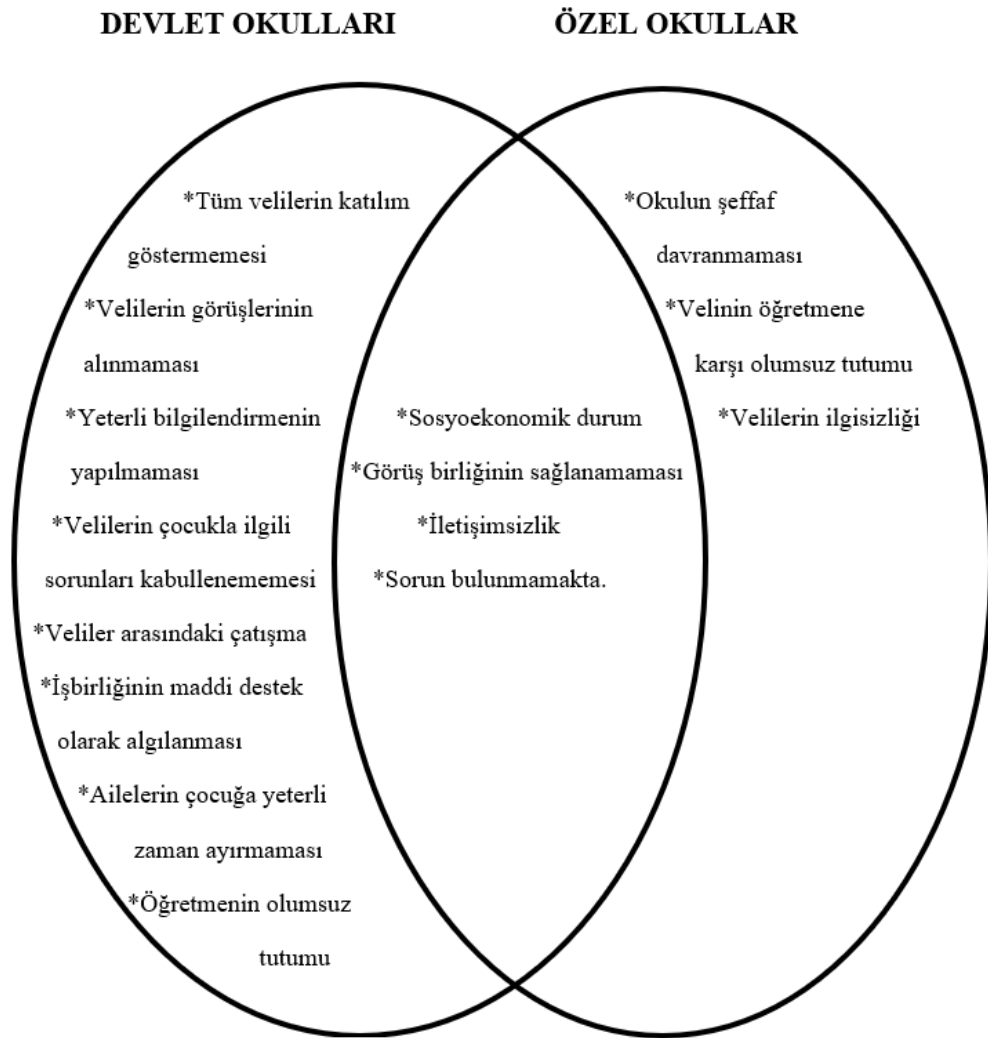 DEVLET OKULLARI
ÖZEL OKULLAR
*Tüm velilerin katılım
göstermemesi
*Velilerin görüşlerinin
alınmaması
*Yeterli bilgilendirmenin
yapılmaması
*Velilerin çocukla ilgili
sorunları kabullenememesi
*Veliler arasındaki çatışma
*İşbirliğinin maddi destek
olarak algılanması
*Ailelerin çocuğa yeterli
zaman ayırmaması
*Öğretmenin olumsuz
tutumu
*Sosyoekonomik durum
*Görüş birliğinin sağlanamaması
*İletişimsizlik
*Sorun bulunmamakta.
*Okulun şeffaf
davranmaması
*Velinin öğretmene
karşı olumsuz tutumu
*Velilerin ilgisizliği